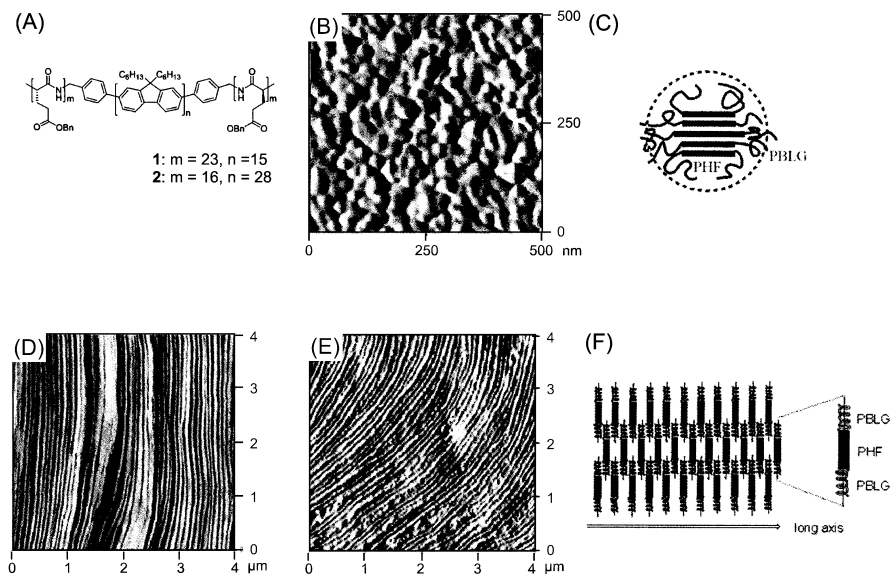 (A)
O
N
H
m
C₆H₁₃ C₆H₁₃
n
H
N
O
m
O
OBn
O
OBn
1: m = 23, n =15
2: m = 16, n = 28
(B)
500
250
0
0 250 500 nm
(C)
PHF
PBLG
(D)
4
3
2
1
0
0 1 2 3 4 µm
(E)
4
3
2
1
0
0 1 2 3 4 µm
(F)
PBLG
PHF
PBLG
long axis